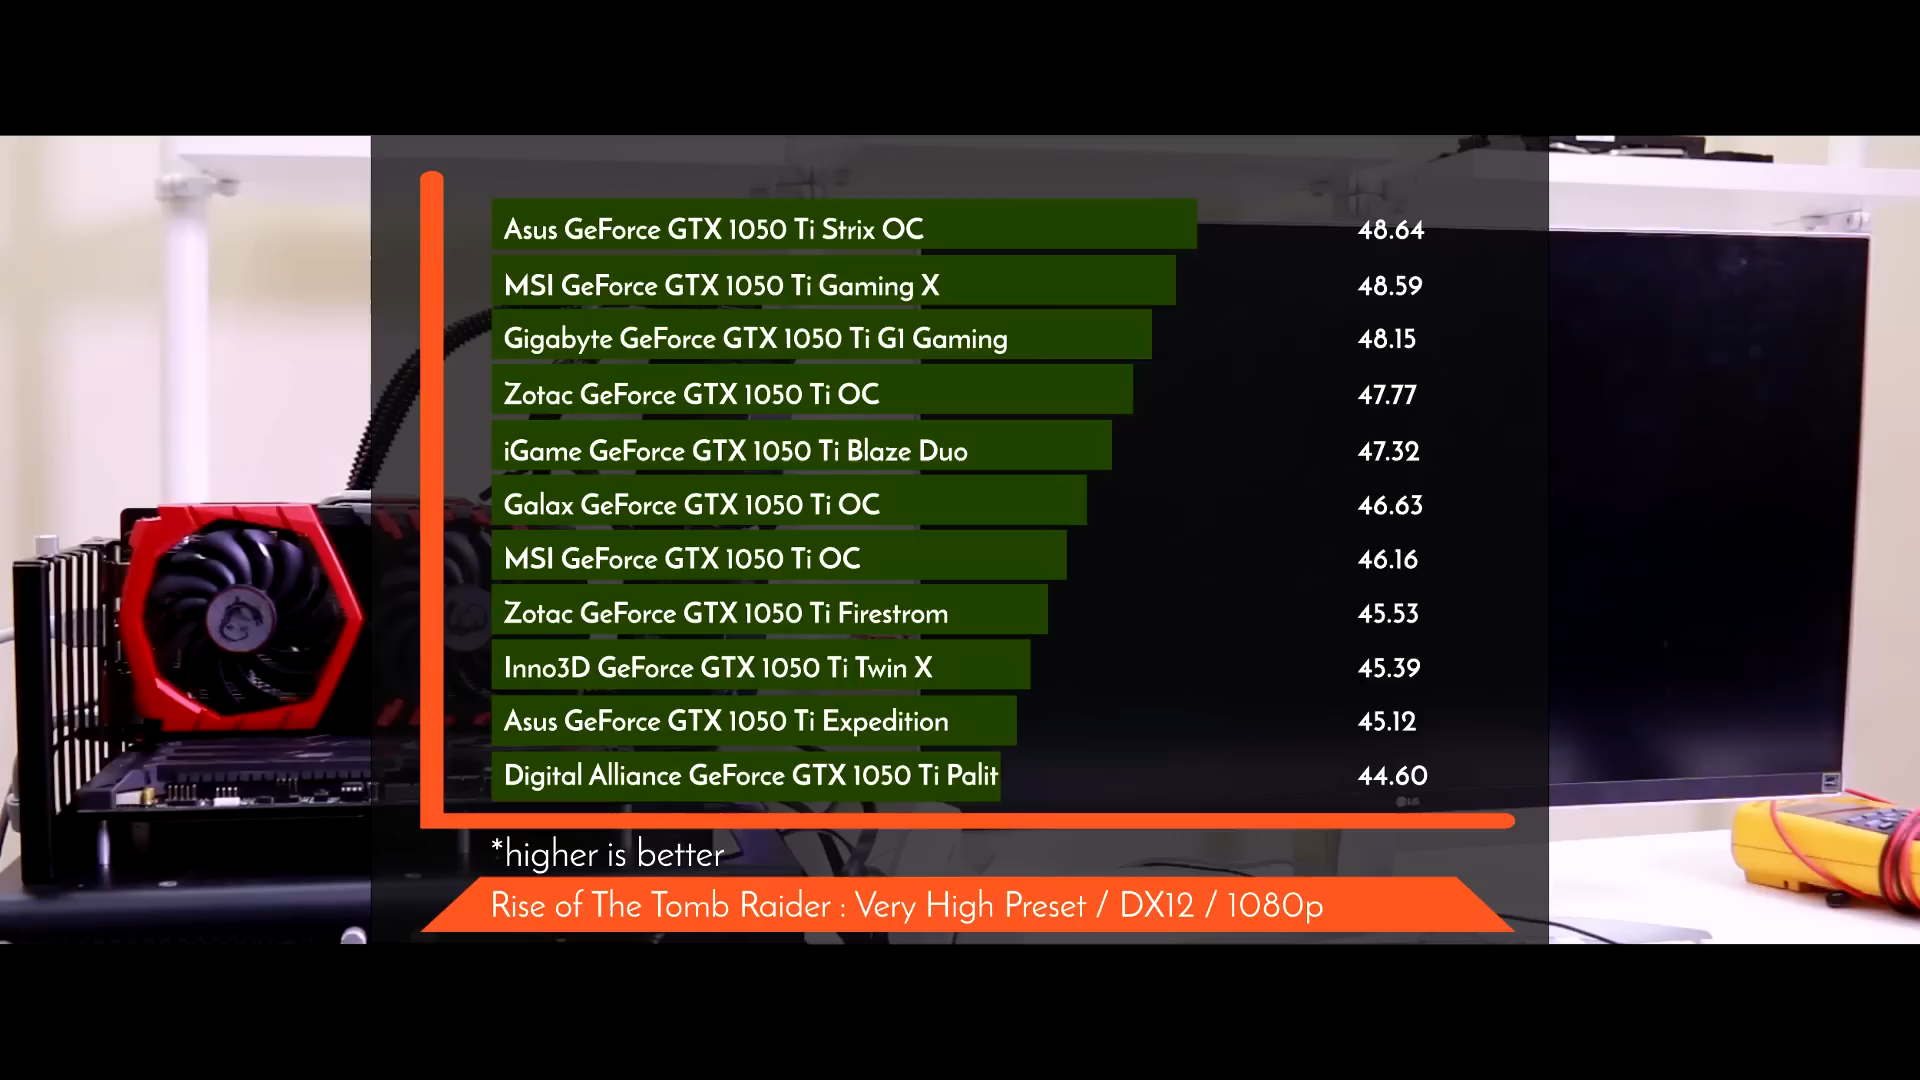 Asus GeForce GTX 1050 Ti Strix OC 48.64
MSI GeForce GTX 1050 Ti Gaming X 48.59
Gigabyte GeForce GTX 1050 Ti G1 Gaming 48.15
Zotac GeForce GTX 1050 Ti OC 47.77
iGame GeForce GTX 1050 Ti Blaze Duo 47.32
Galax GeForce GTX 1050 Ti OC 46.63
MSI GeForce GTX 1050 Ti OC 46.16
Zotac GeForce GTX 1050 Ti Firestrom 45.53
Inno3D GeForce GTX 1050 Ti Twin X 45.39
Asus GeForce GTX 1050 Ti Expedition 45.12
Digital Alliance GeForce GTX 1050 Ti Palit 44.60
LG
*higher is better
Rise of The Tomb Raider : Very High Preset / DX12 / 1080p